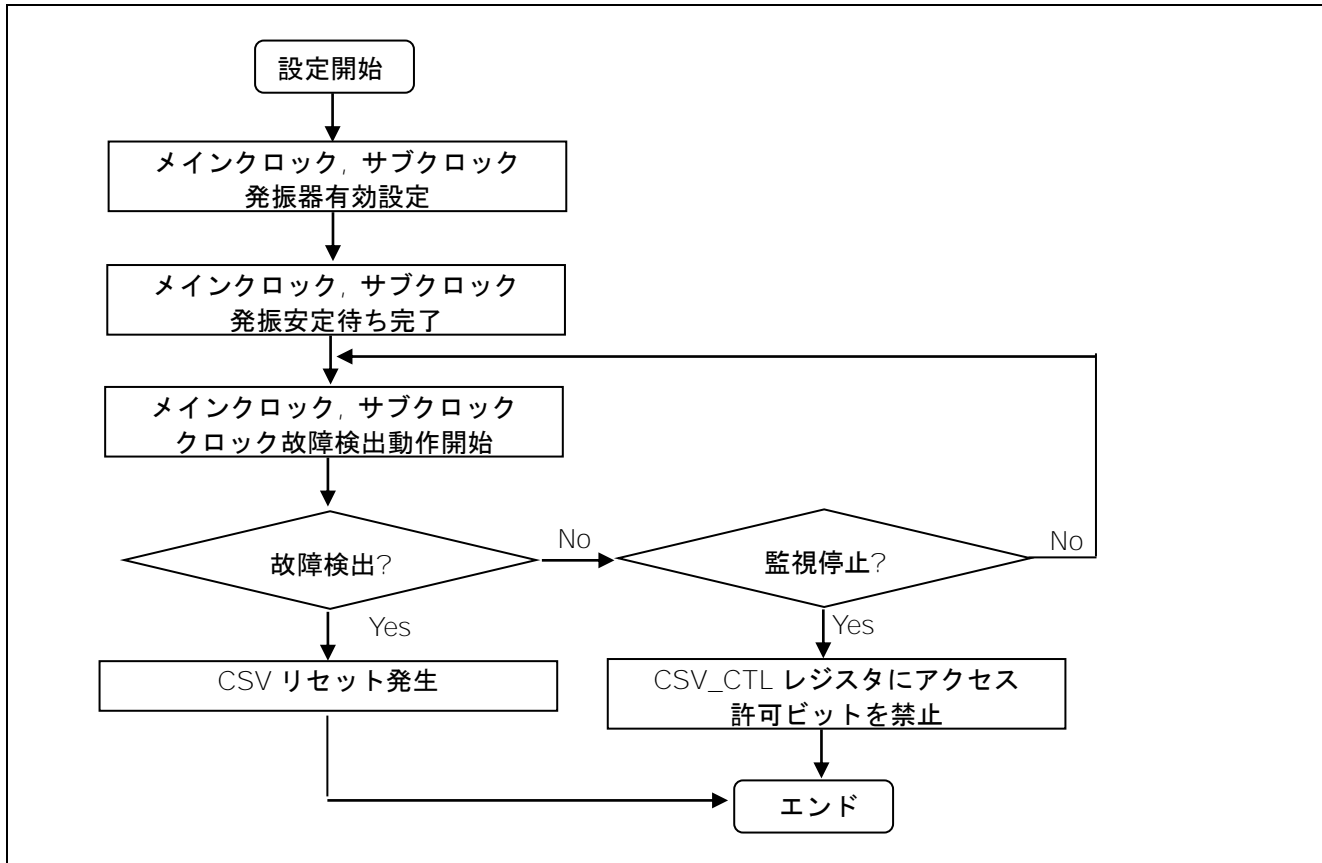 設定開始
メインクロック, サブクロック
発振器有効設定
メインクロック, サブクロック
発振安定待ち完了
メインクロック, サブクロック
クロック故障検出動作開始
故障検出?
No
監視停止?
No
Yes
Yes
CSV リセット発生
CSV_CTL レジスタにアクセス
許可ビットを禁止
エンド